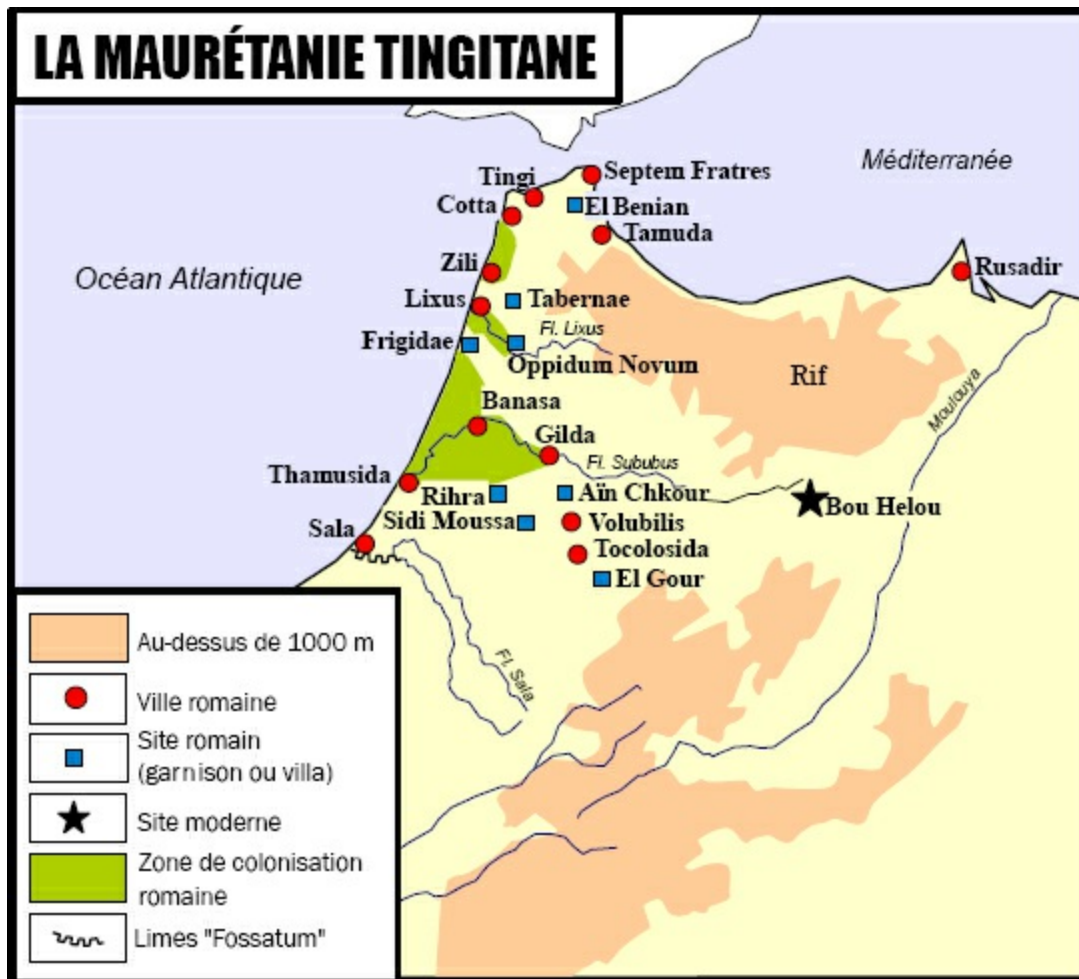 LA MAURÉTANIE TINGITANE
Méditerranée
Septem Fratres
Tingi
El Benian
Cotta
Tamuda
Océan Atlantique
Zili
Rusadir
Lixus
Tabernae
Fl. Lixus
Frigidae
Oppidum Novum
Rif
Moulouya
Banasa
Gilda
Fl. Sububus
Thamusida
Rihra
Aïn Chkour
Bou Helou
Sidi Moussa
Volubilis
Sala
Tocolosida
El Gour
Fl. Sala
Au-dessus de 1000 m
Ville romaine
Site romain
(garnison ou villa)
Site moderne
Zone de colonisation
romaine
Limes "Fossatum"